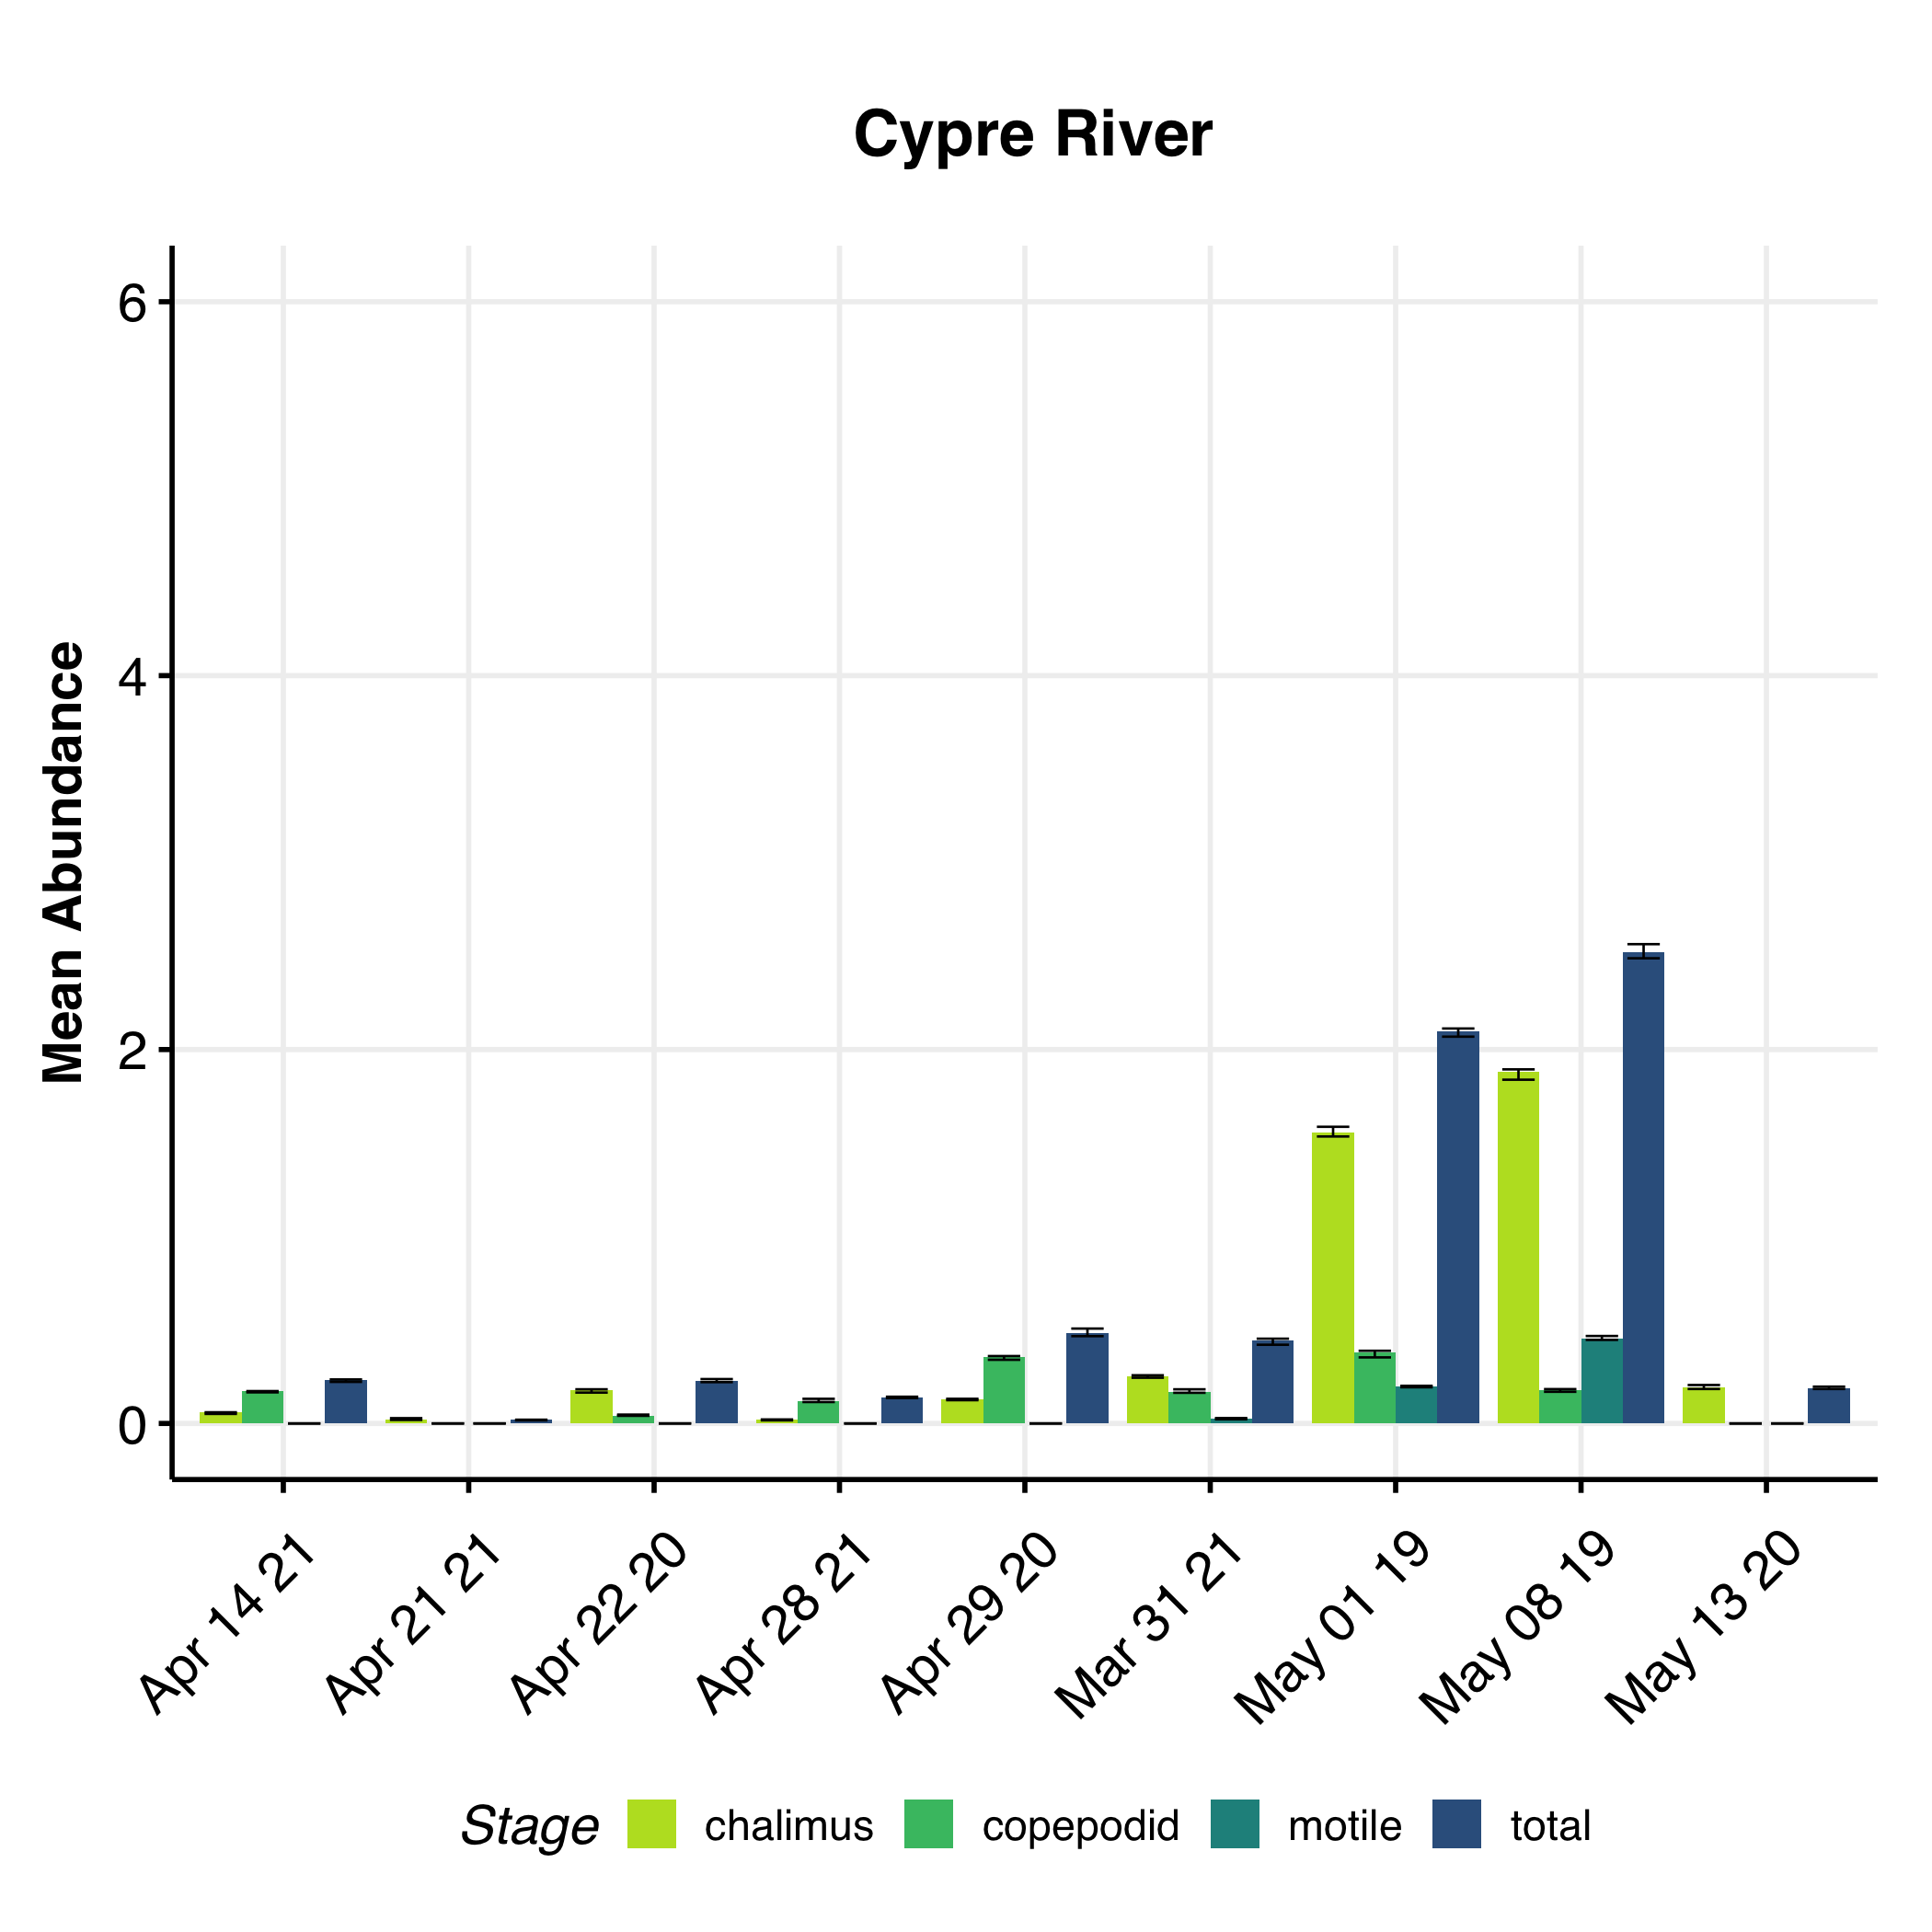 Cypre River
Mean Abundance
6
4
2
0
Apr 14 21
Apr 21 21
Apr 22 20
Apr 28 21
Apr 29 20
Mar 31 21
May 01 19
May 08 19
May 13 20
Stage chalimus copepodid motile total